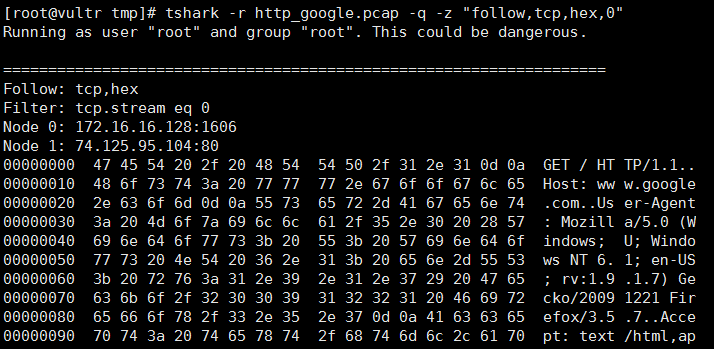 [root@vultr tmp]# tshark -r http_google.pcap -q -z "follow,tcp,hex,0"
Running as user "root" and group "root". This could be dangerous.
===================================================================
Follow: tcp,hex
Filter: tcp.stream eq 0
Node 0: 172.16.16.128:1606
Node 1: 74.125.95.104:80
00000000  47 45 54 20 2f 20 48 54  54 50 2f 31 2e 31 0d 0a  GET / HT TP/1.1..
00000010  48 6f 73 74 3a 20 77 77  77 2e 67 6f 6f 67 6c 65  Host: ww w.google
00000020  2e 63 6f 6d 0d 0a 55 73  65 72 2d 41 67 65 6e 74  .com..Us er-Agent
00000030  3a 20 4d 6f 7a 69 6c 6c  61 2f 35 2e 30 20 28 57  : Mozill a/5.0 (W
00000040  69 6e 64 6f 77 73 3b 20  55 3b 20 57 69 6e 64 6f  indows;  U; Windo
00000050  77 73 20 4e 54 20 36 2e  31 3b 20 65 6e 2d 55 53  ws NT 6. 1; en-US
00000060  3b 20 72 76 3a 31 2e 39  2e 31 2e 37 29 20 47 65  ; rv:1.9 .1.7) Ge
00000070  63 6b 6f 2f 32 30 30 39  31 32 32 31 20 46 69 72  cko/2009 1221 Fir
00000080  65 66 6f 78 2f 33 2e 35  2e 37 0d 0a 41 63 63 65  efox/3.5 .7..Acce
00000090  70 74 3a 20 74 65 78 74  2f 68 74 6d 6c 2c 61 70  pt: text /html,ap